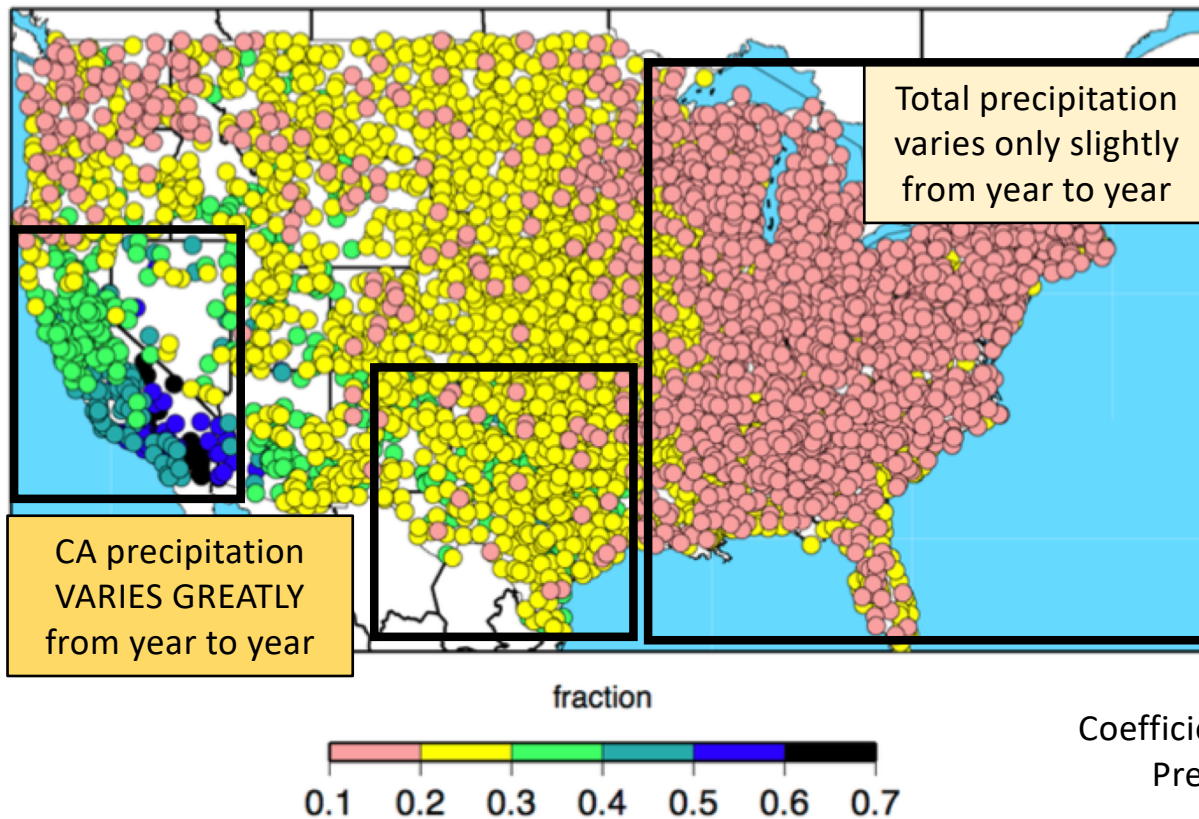 Total precipitation
varies only slightly
from year to year
CA precipitation
VARIES GREATLY
from year to year
fraction
0.1 0.2 0.3 0.4 0.5 0.6 0.7